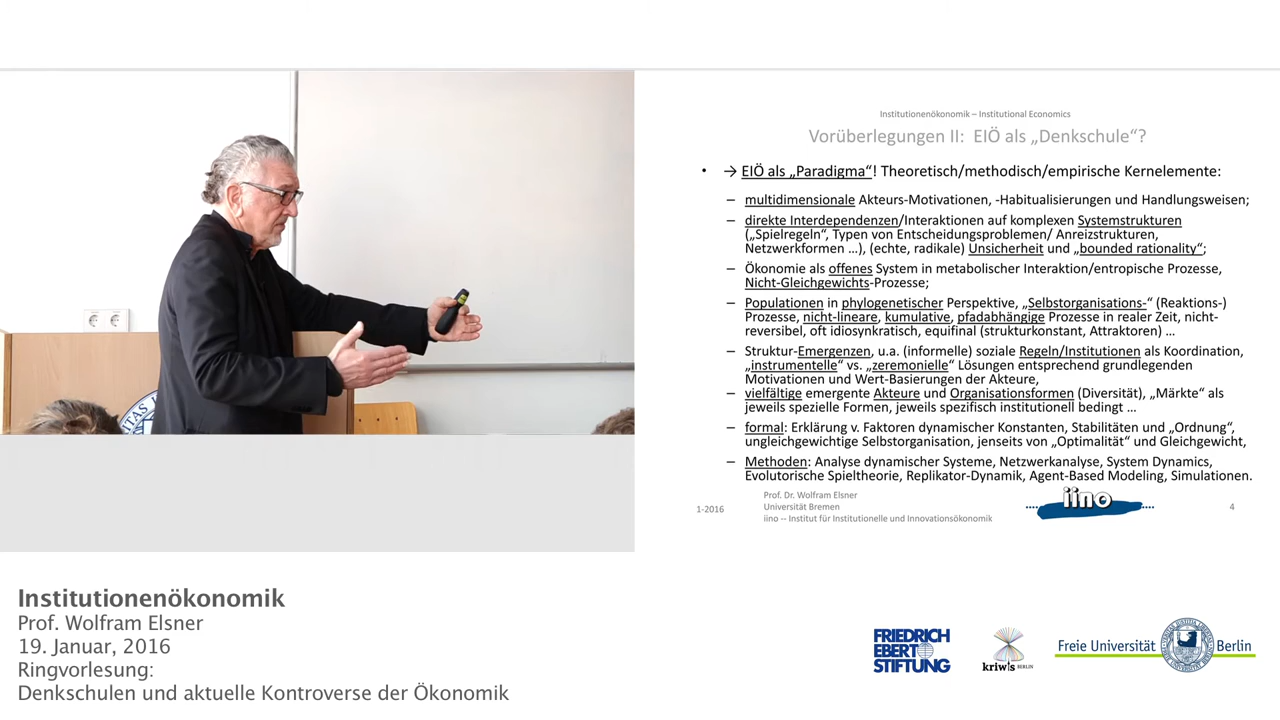 Institutionenökonomik – Institutional Economics
Vorüberlegungen II: EIÖ als „Denkschule“?
• → EIÖ als „Paradigma“! Theoretisch/methodisch/empirische Kernelemente:
– multidimensionale Akteurs-Motivationen, -Habitualisierungen und Handlungsweisen;
– direkte Interdependenzen/Interaktionen auf komplexen Systemstrukturen
(„Spielregeln“, Typen von Entscheidungsproblemen/ Anreizstrukturen,
Netzwerkformen …), (echte, radikale) Unsicherheit und „bounded rationality“;
– Ökonomie als offenes System in metabolischer Interaktion/entropische Prozesse,
Nicht-Gleichgewichts-Prozesse;
– Populationen in phylogenetischer Perspektive, „Selbstorganisations-“ (Reaktions-)
Prozesse, nicht-lineare, kumulative, pfadabhängige Prozesse in realer Zeit, nicht-
reversibel, oft idiosynkratisch, equifinal (strukturkonstant, Attraktoren) …
– Struktur-Emergenzen, u.a. (informelle) soziale Regeln/Institutionen als Koordination,
„instrumentelle“ vs. „zeremonielle“ Lösungen entsprechend grundlegenden
Motivationen und Wert-Basierungen der Akteure,
– vielfältige emergente Akteure und Organisationsformen (Diversität), „Märkte“ als
jeweils spezielle Formen, jeweils spezifisch institutionell bedingt …
– formal: Erklärung v. Faktoren dynamischer Konstanten, Stabilitäten und „Ordnung“,
ungleichgewichtige Selbstorganisation, jenseits von „Optimalität“ und Gleichgewicht,
– Methoden: Analyse dynamischer Systeme, Netzwerkanalyse, System Dynamics,
Evolutorische Spieltheorie, Replikator-Dynamik, Agent-Based Modeling, Simulationen.
1-2016
Prof. Dr. Wolfram Elsner
Universität Bremen
iino -- Institut für Institutionelle und Innovationsökonomik
iino
4
Institutionenökonomik
Prof. Wolfram Elsner
19. Januar, 2016
Ringvorlesung:
Denkschulen und aktuelle Kontroverse der Ökonomik
FRIEDRICH
EBERT
STIFTUNG
kriwis BERLIN
Freie Universität Berlin